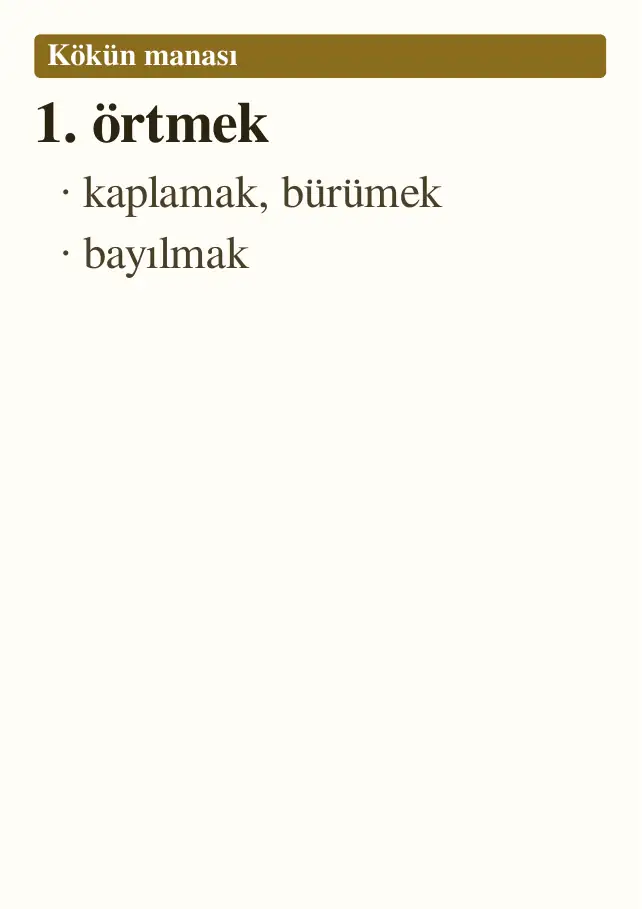 Kökün manası
1. örtmek
· kaplamak, bürümek
· bayılmak